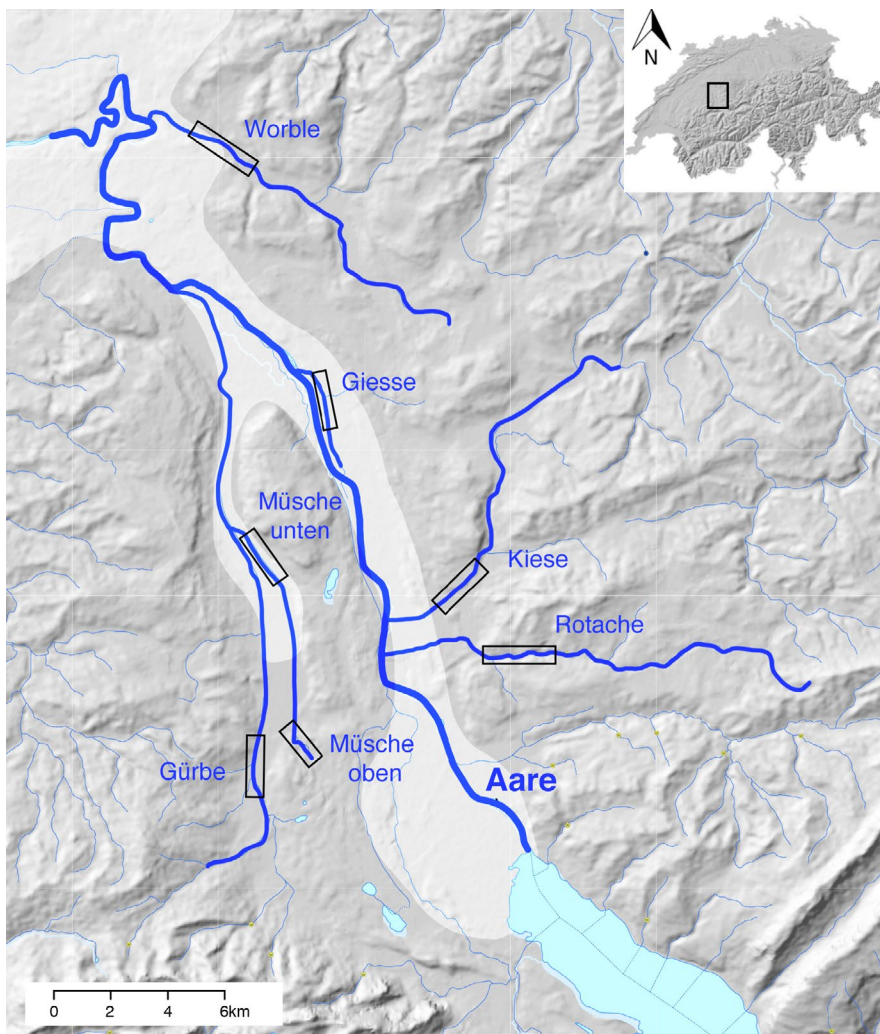 N
Worble
Giesse
Müsche
unten
Kiese
Rotache
Müsche
oben
Gürbe
Aare
0 2 4 6km